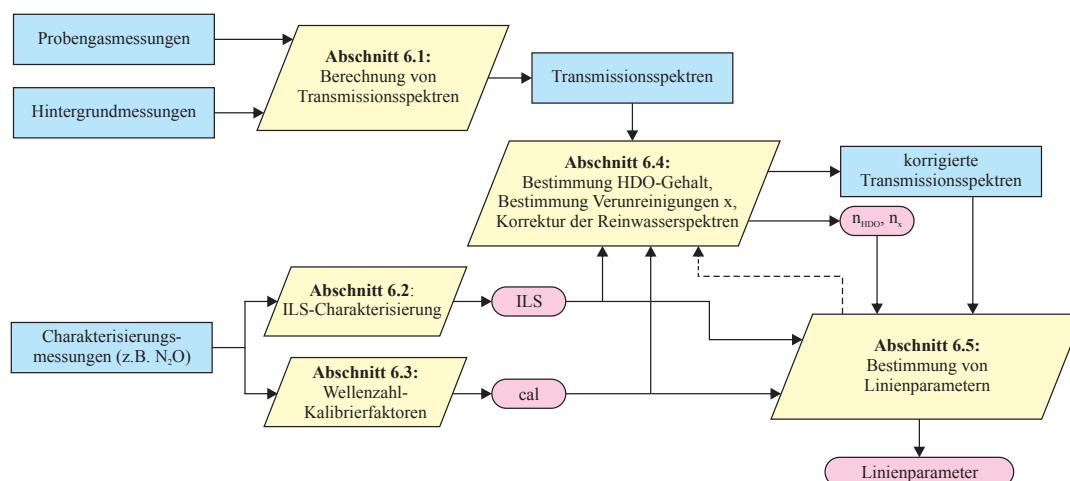 Probengasmessungen
Hintergrundmessungen
Abschnitt 6.1:
Berechnung von
Transmissionsspektren
Transmissionsspektren
Abschnitt 6.4:
Bestimmung HDO-Gehalt,
Bestimmung Verunreinigungen x,
Korrektur der Reinwasserspektren
korrigierte
Transmissionsspektren
n_HDO, n_x
Charakterisierungs-
messungen (z.B. N₂O)
Abschnitt 6.2:
ILS-Charakterisierung
ILS
Abschnitt 6.3:
Wellenzahl-
Kalibrierfaktoren
cal
Abschnitt 6.5:
Bestimmung von
Linienparametern
Linienparameter